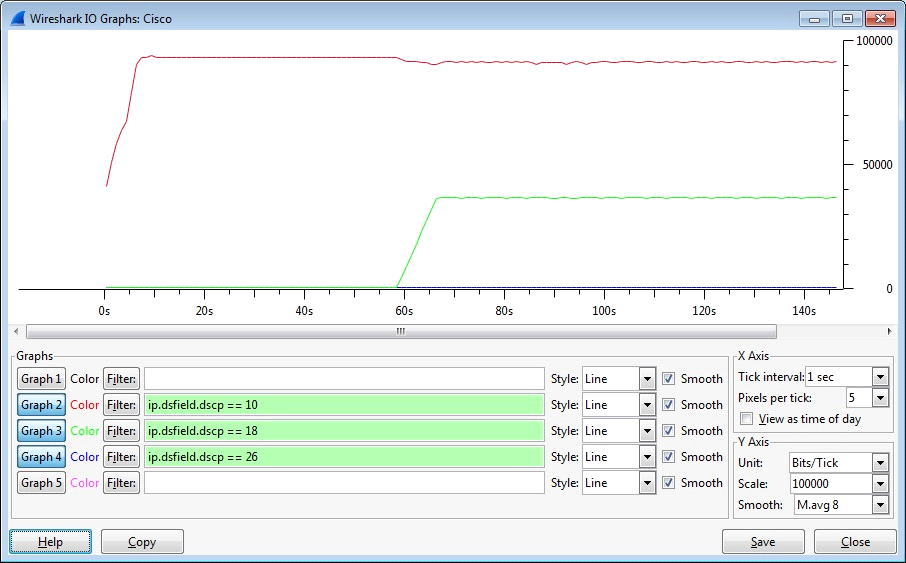 Wireshark IO Graphs: Cisco
100000
50000
0
0s 20s 40s 60s 80s 100s 120s 140s
Graphs
Graph 1 Color Filter: Style: Line Smooth
Graph 2 Color Filter: ip.dsfield.dscp == 10 Style: Line Smooth
Graph 3 Color Filter: ip.dsfield.dscp == 18 Style: Line Smooth
Graph 4 Color Filter: ip.dsfield.dscp == 26 Style: Line Smooth
Graph 5 Color Filter: Style: Line Smooth
X Axis
Tick interval: 1 sec
Pixels per tick: 5
View as time of day
Y Axis
Unit: Bits/Tick
Scale: 100000
Smooth: M.avg 8
Help Copy Save Close